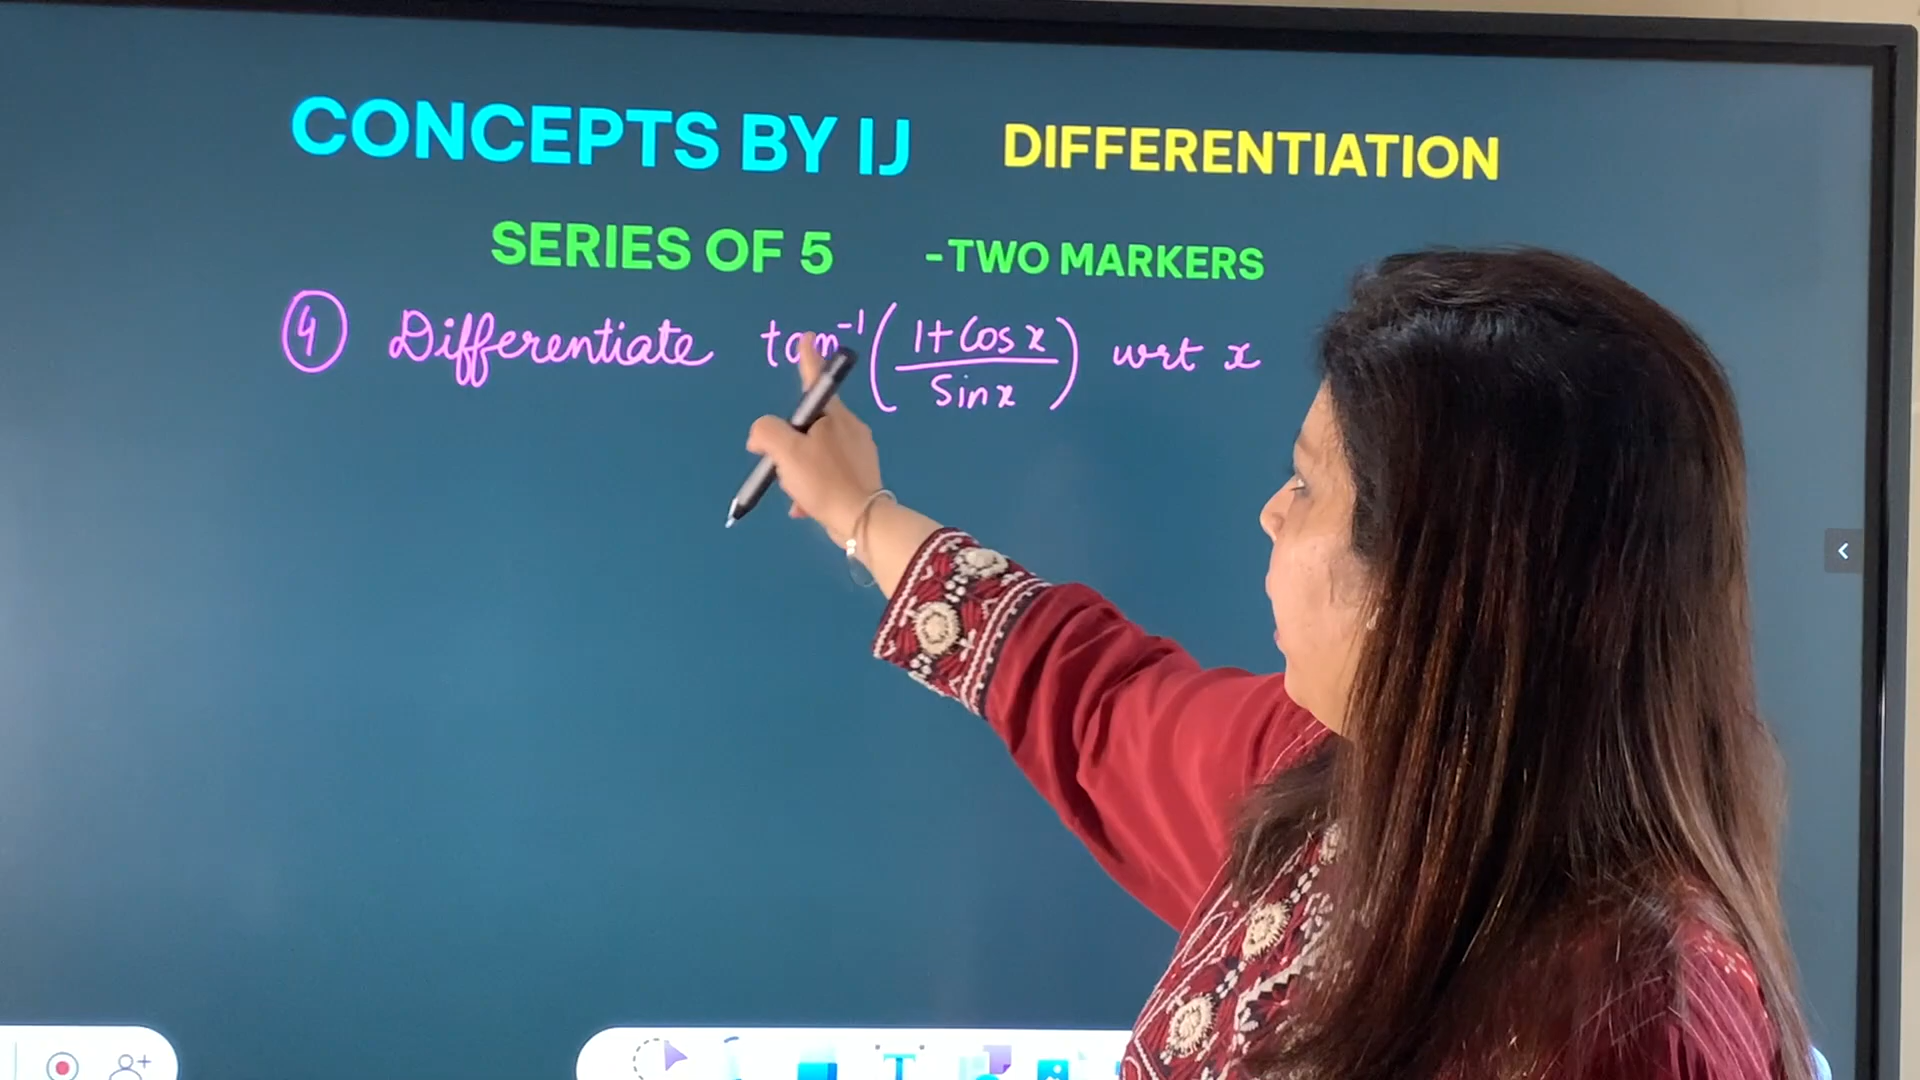 CONCEPTS BY IJ DIFFERENTIATION
SERIES OF 5 -TWO MARKERS
④ Differentiate tan⁻¹ (1+Cos x / Sin x) wrt x